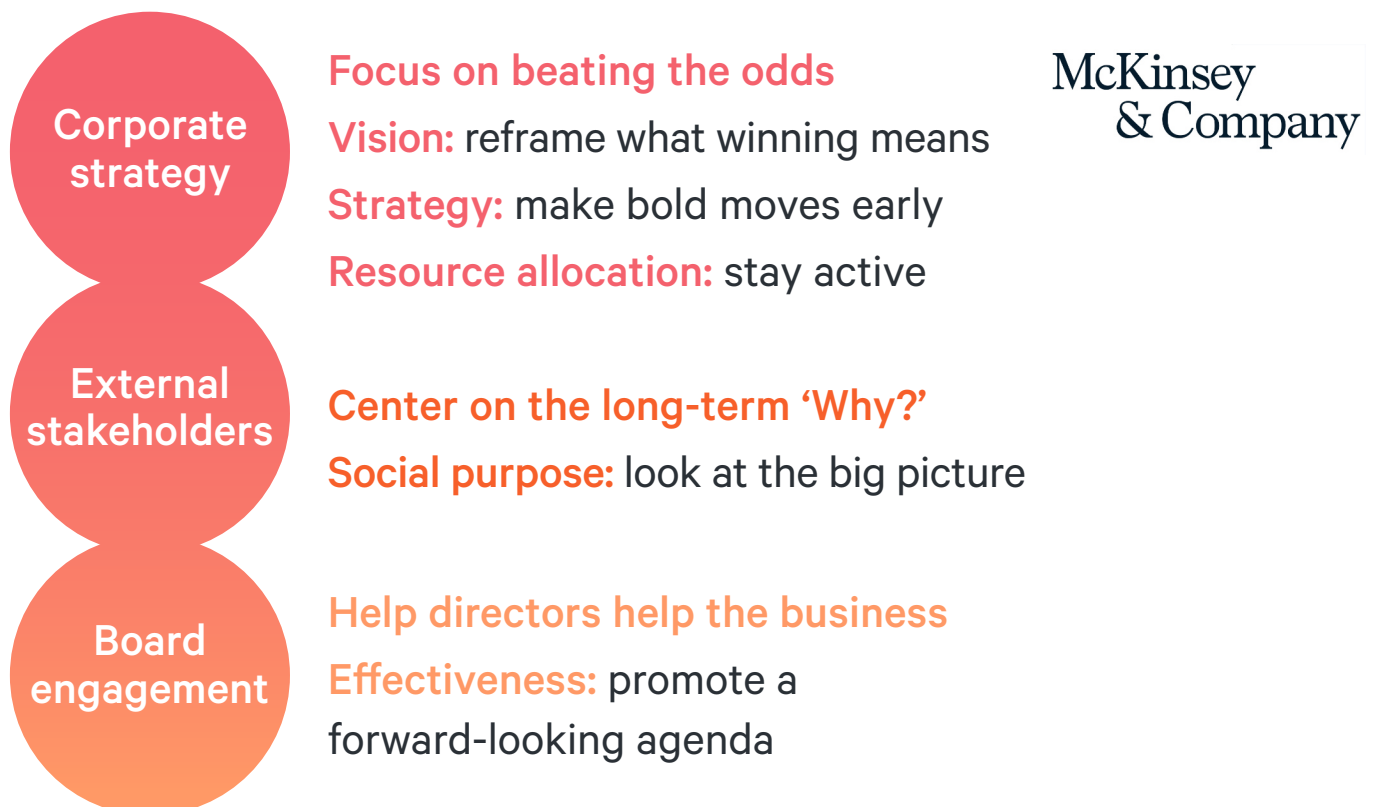 Corporate
strategy
Focus on beating the odds
Vision: reframe what winning means
Strategy: make bold moves early
Resource allocation: stay active
McKinsey
& Company
External
stakeholders
Center on the long-term ‘Why?’
Social purpose: look at the big picture
Board
engagement
Help directors help the business
Effectiveness: promote a
forward-looking agenda